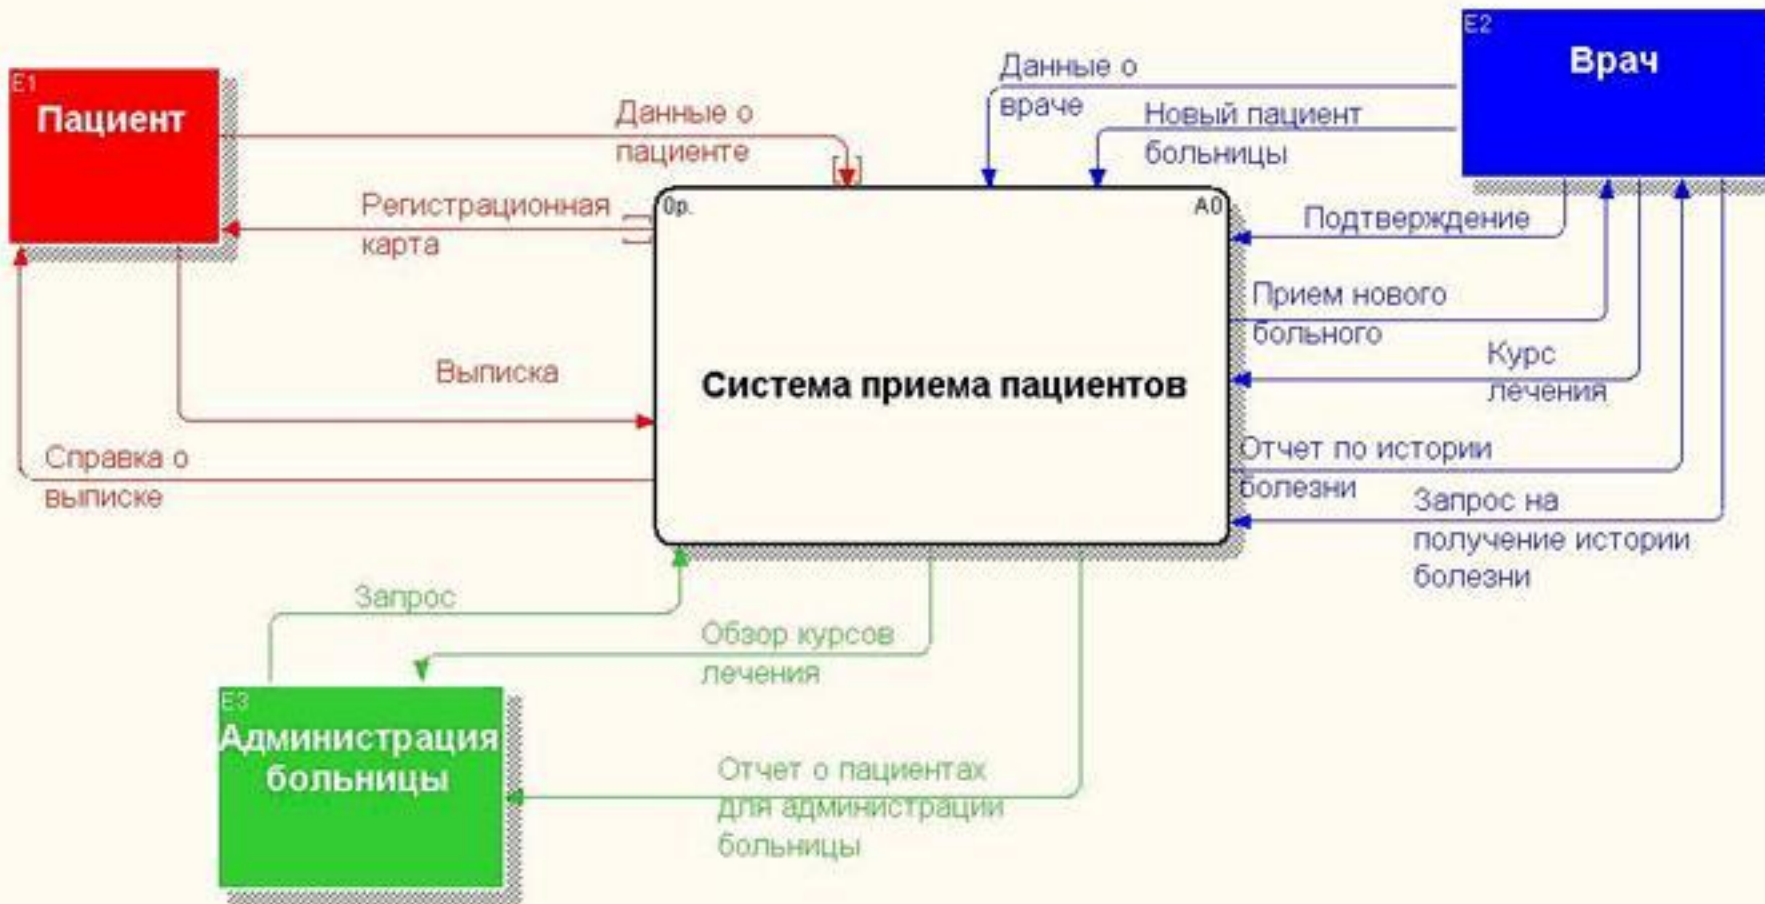 E1
Пациент
E2
Врач
Данные о
враче
Новый пациент
больницы
Данные о
пациенте
Регистрационная
карта
0р.
A0
Подтверждение
Прием нового
больного
Курс
лечения
Выписка
Система приема пациентов
Справка о
выписке
Отчет по истории
болезни
Запрос на
получение истории
болезни
Запрос
Обзор курсов
лечения
E3
Администрация
больницы
Отчет о пациентах
для администрации
больницы